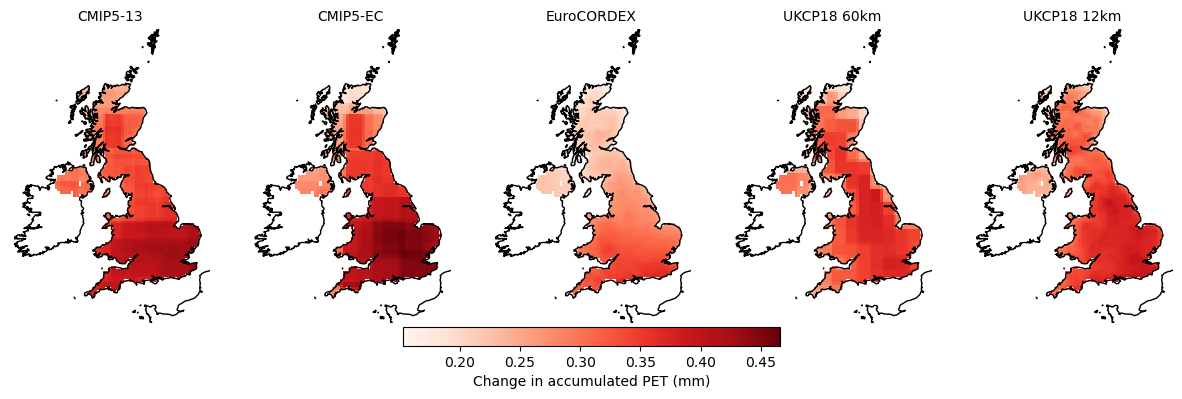 CMIP5-13 CMIP5-EC EuroCORDEX UKCP18 60km UKCP18 12km
0.20 0.25 0.30 0.35 0.40 0.45
Change in accumulated PET (mm)